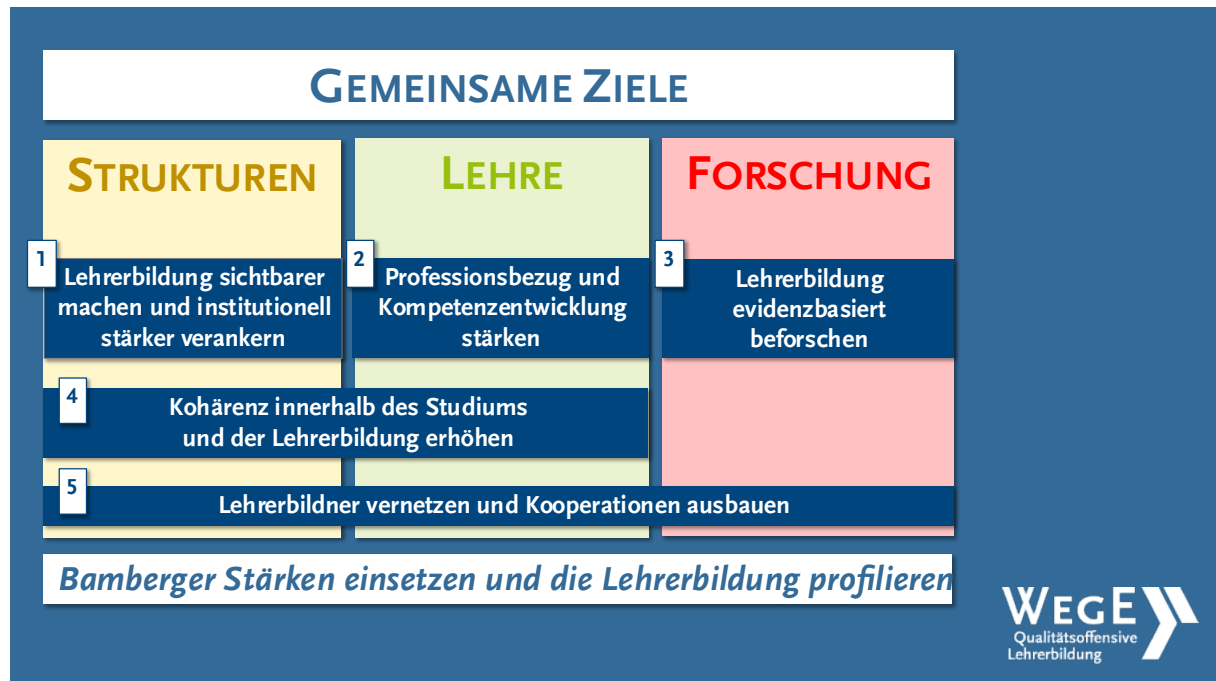 GEMEINSAME ZIELE
STRUKTUREN
LEHRE
FORSCHUNG
1
Lehrerbildung sichtbarer
machen und institutionell
stärker verankern
2
Professionsbezug und
Kompetenzentwicklung
stärken
3
Lehrerbildung
evidenzbasiert
beforschen
4
Kohärenz innerhalb des Studiums
und der Lehrerbildung erhöhen
5
Lehrerbildner vernetzen und Kooperationen ausbauen
Bamberger Stärken einsetzen und die Lehrerbildung profilieren
WEGE
Qualitätsoffensive
Lehrerbildung